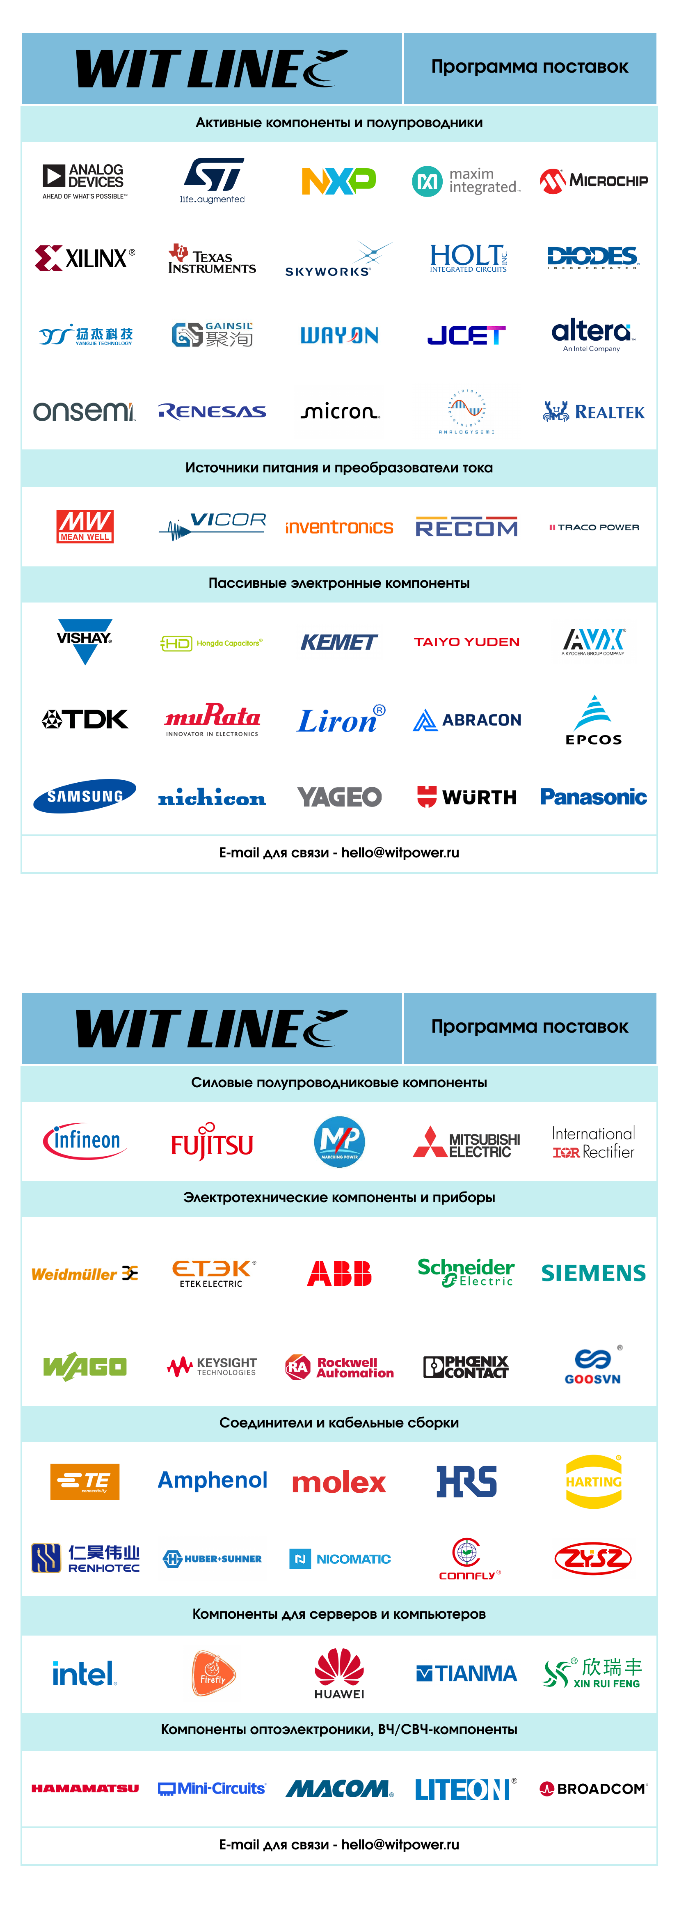 WIT LINE
Программа поставок
Активные компоненты и полупроводники
ANALOG DEVICES
AHEAD OF WHAT'S POSSIBLE™
ST
life.augmented
NXP
maxim integrated™
MICROCHIP
XILINX®
TEXAS INSTRUMENTS
SKYWORKS®
HOLT INC
INTEGRATED CIRCUITS
DIODES
INCORPORATED
扬杰科技
YANGJIE TECHNOLOGY
GAINSIL
聚洵
WAYON
JCET
altera
An Intel Company
onsemi
RENESAS
micron
ANALOGYSEMI
REALTEK
Источники питания и преобразователи тока
MW
MEAN WELL
VICOR
inventronics
RECOM
TRACO POWER
Пассивные электронные компоненты
VISHAY
HD Hongda Capacitors®
KEMET
TAIYO YUDEN
AVX
A KYOCERA GROUP COMPANY
TDK
muRata
INNOVATOR IN ELECTRONICS
Liron®
ABRACON
EPCOS
SAMSUNG
nichicon
YAGEO
WÜRTH
Panasonic
E-mail для связи - hello@witpower.ru
WIT LINE
Программа поставок
Силовые полупроводниковые компоненты
infineon
FUJITSU
MP
MARCHING POWER
MITSUBISHI ELECTRIC
International
IOR Rectifier
Электротехнические компоненты и приборы
Weidmüller
ETEK®
ETEK ELECTRIC
ABB
Schneider Electric
SIEMENS
WAGO
KEYSIGHT TECHNOLOGIES
RA Rockwell Automation
PHOENIX CONTACT
GOOSVN
®
Соединители и кабельные сборки
TE
connectivity
Amphenol
molex
HRS
HARTING
仁昊伟业
RENHOTEC
HUBER+SUHNER
NICOMATIC
CONNFLY®
ZYSZ
Компоненты для серверов и компьютеров
intel
Firefly
HUAWEI
TIANMA
欣瑞丰
XIN RUI FENG
Компоненты оптоэлектроники, ВЧ/СВЧ-компоненты
HAMAMATSU
Mini-Circuits
MACOM
LITEON®
BROADCOM
E-mail для связи - hello@witpower.ru